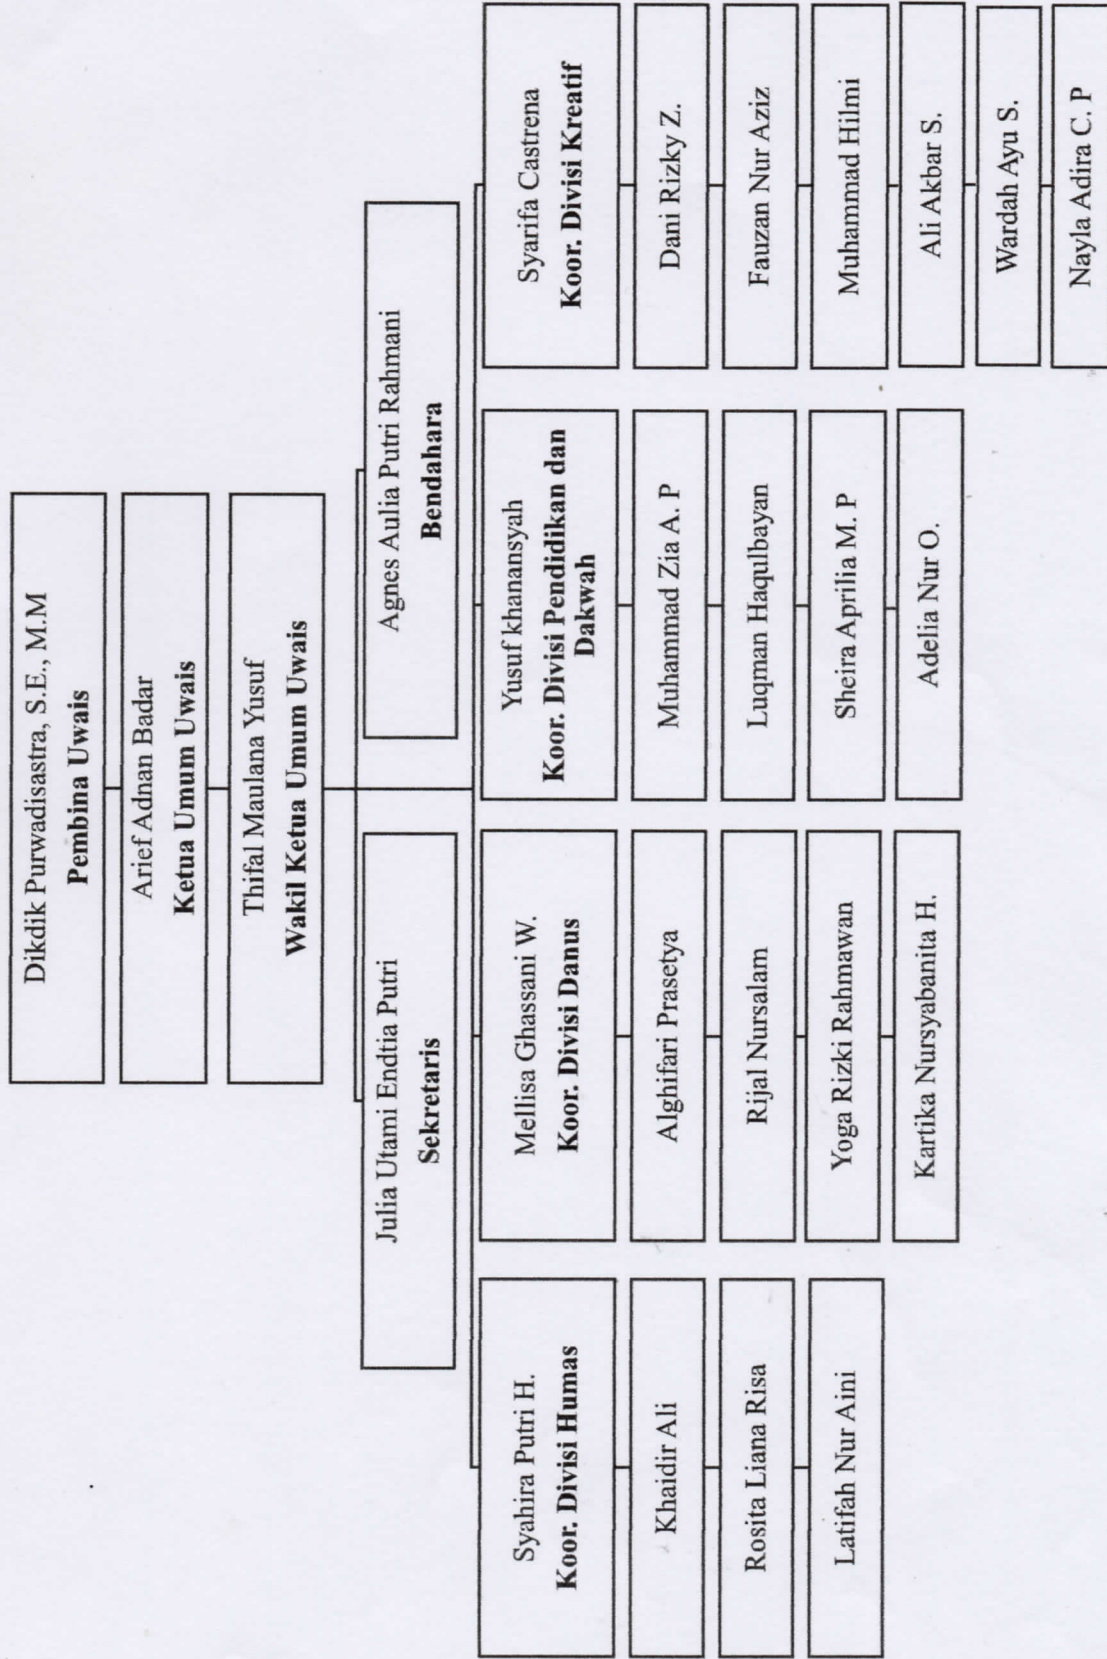 Dikdik Purwadisastra, S.E., M.M
Pembina Uwais
Arief Adnan Badar
Ketua Umum Uwais
Thifal Maulana Yusuf
Wakil Ketua Umum Uwais
Julia Utami Endtia Putri
Sekretaris
Agnes Aulia Putri Rahmani
Bendahara
Syahira Putri H.
Koor. Divisi Humas
Khaidir Ali
Rosita Liana Risa
Latifah Nur Aini
Mellisa Ghassani W.
Koor. Divisi Danus
Alghifari Prasetya
Rijal Nursalam
Yoga Rizki Rahmawan
Kartika Nursyabanita H.
Yusuf khanansyah
Koor. Divisi Pendidikan dan
Dakwah
Muhammad Zia A. P
Luqman Haqulbayan
Sheira Aprilia M. P
Adelia Nur O.
Syarifa Castrena
Koor. Divisi Kreatif
Dani Rizky Z.
Fauzan Nur Aziz
Muhammad Hilmi
Ali Akbar S.
Wardah Ayu S.
Nayla Adira C. P